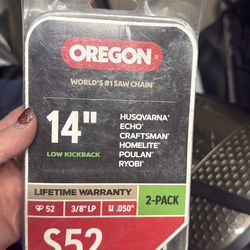 OREGON®
WORLD'S #1 SAW CHAIN
14"
LOW KICKBACK
HUSQVARNA®
ECHO®
CRAFTSMAN®
HOMELITE®
POULAN®
RYOBI®
LIFETIME WARRANTY
2-PACK
52
3/8" LP
.050"
S52